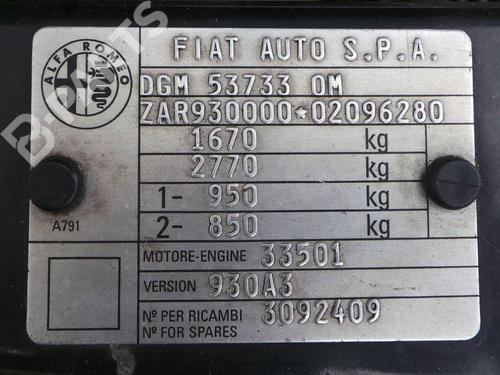 ALFA ROMEO
FIAT AUTO S.P.A.
DGM 53733 OM
ZAR930000*02096280
1670 kg
2770 kg
1- 950 kg
2- 850 kg
A791
MOTORE-ENGINE 33501
VERSION 930A3
Nº PER RICAMBI 3092409
Nº FOR SPARES
B-PARTS